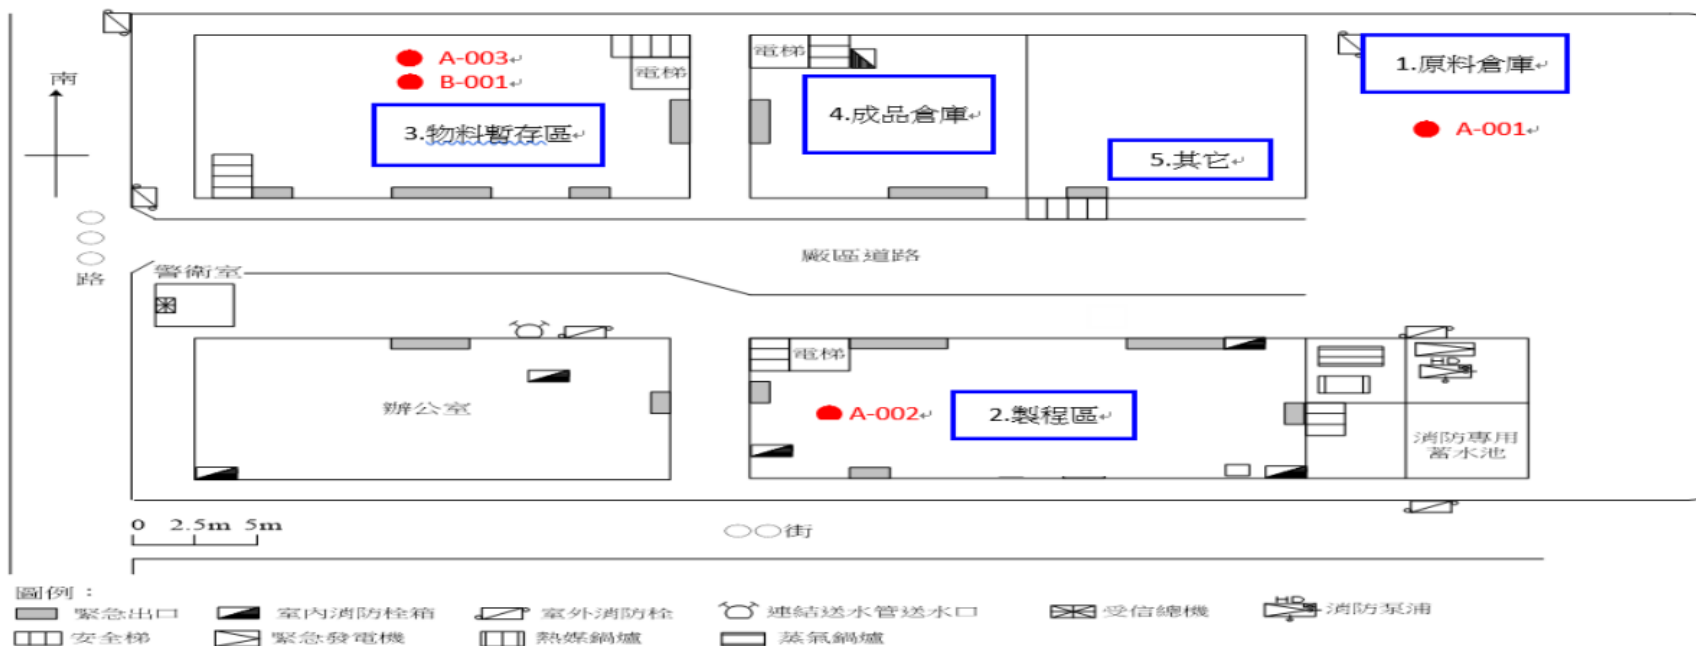 南
〇
〇
〇
路
A-003
B-001
電梯
3.物料暫存區
電梯
4.成品倉庫
5.其它
1.原料倉庫
A-001
廠區道路
警衛室
辦公室
電梯
A-002
2.製程區
HD
消防專用
蓄水池
0 2.5m 5m
〇〇街
圖例：
緊急出口
室內消防栓箱
室外消防栓
連結送水管送水口
受信總機
HD
消防泵浦
安全梯
緊急發電機
熱媒鍋爐
蒸氣鍋爐